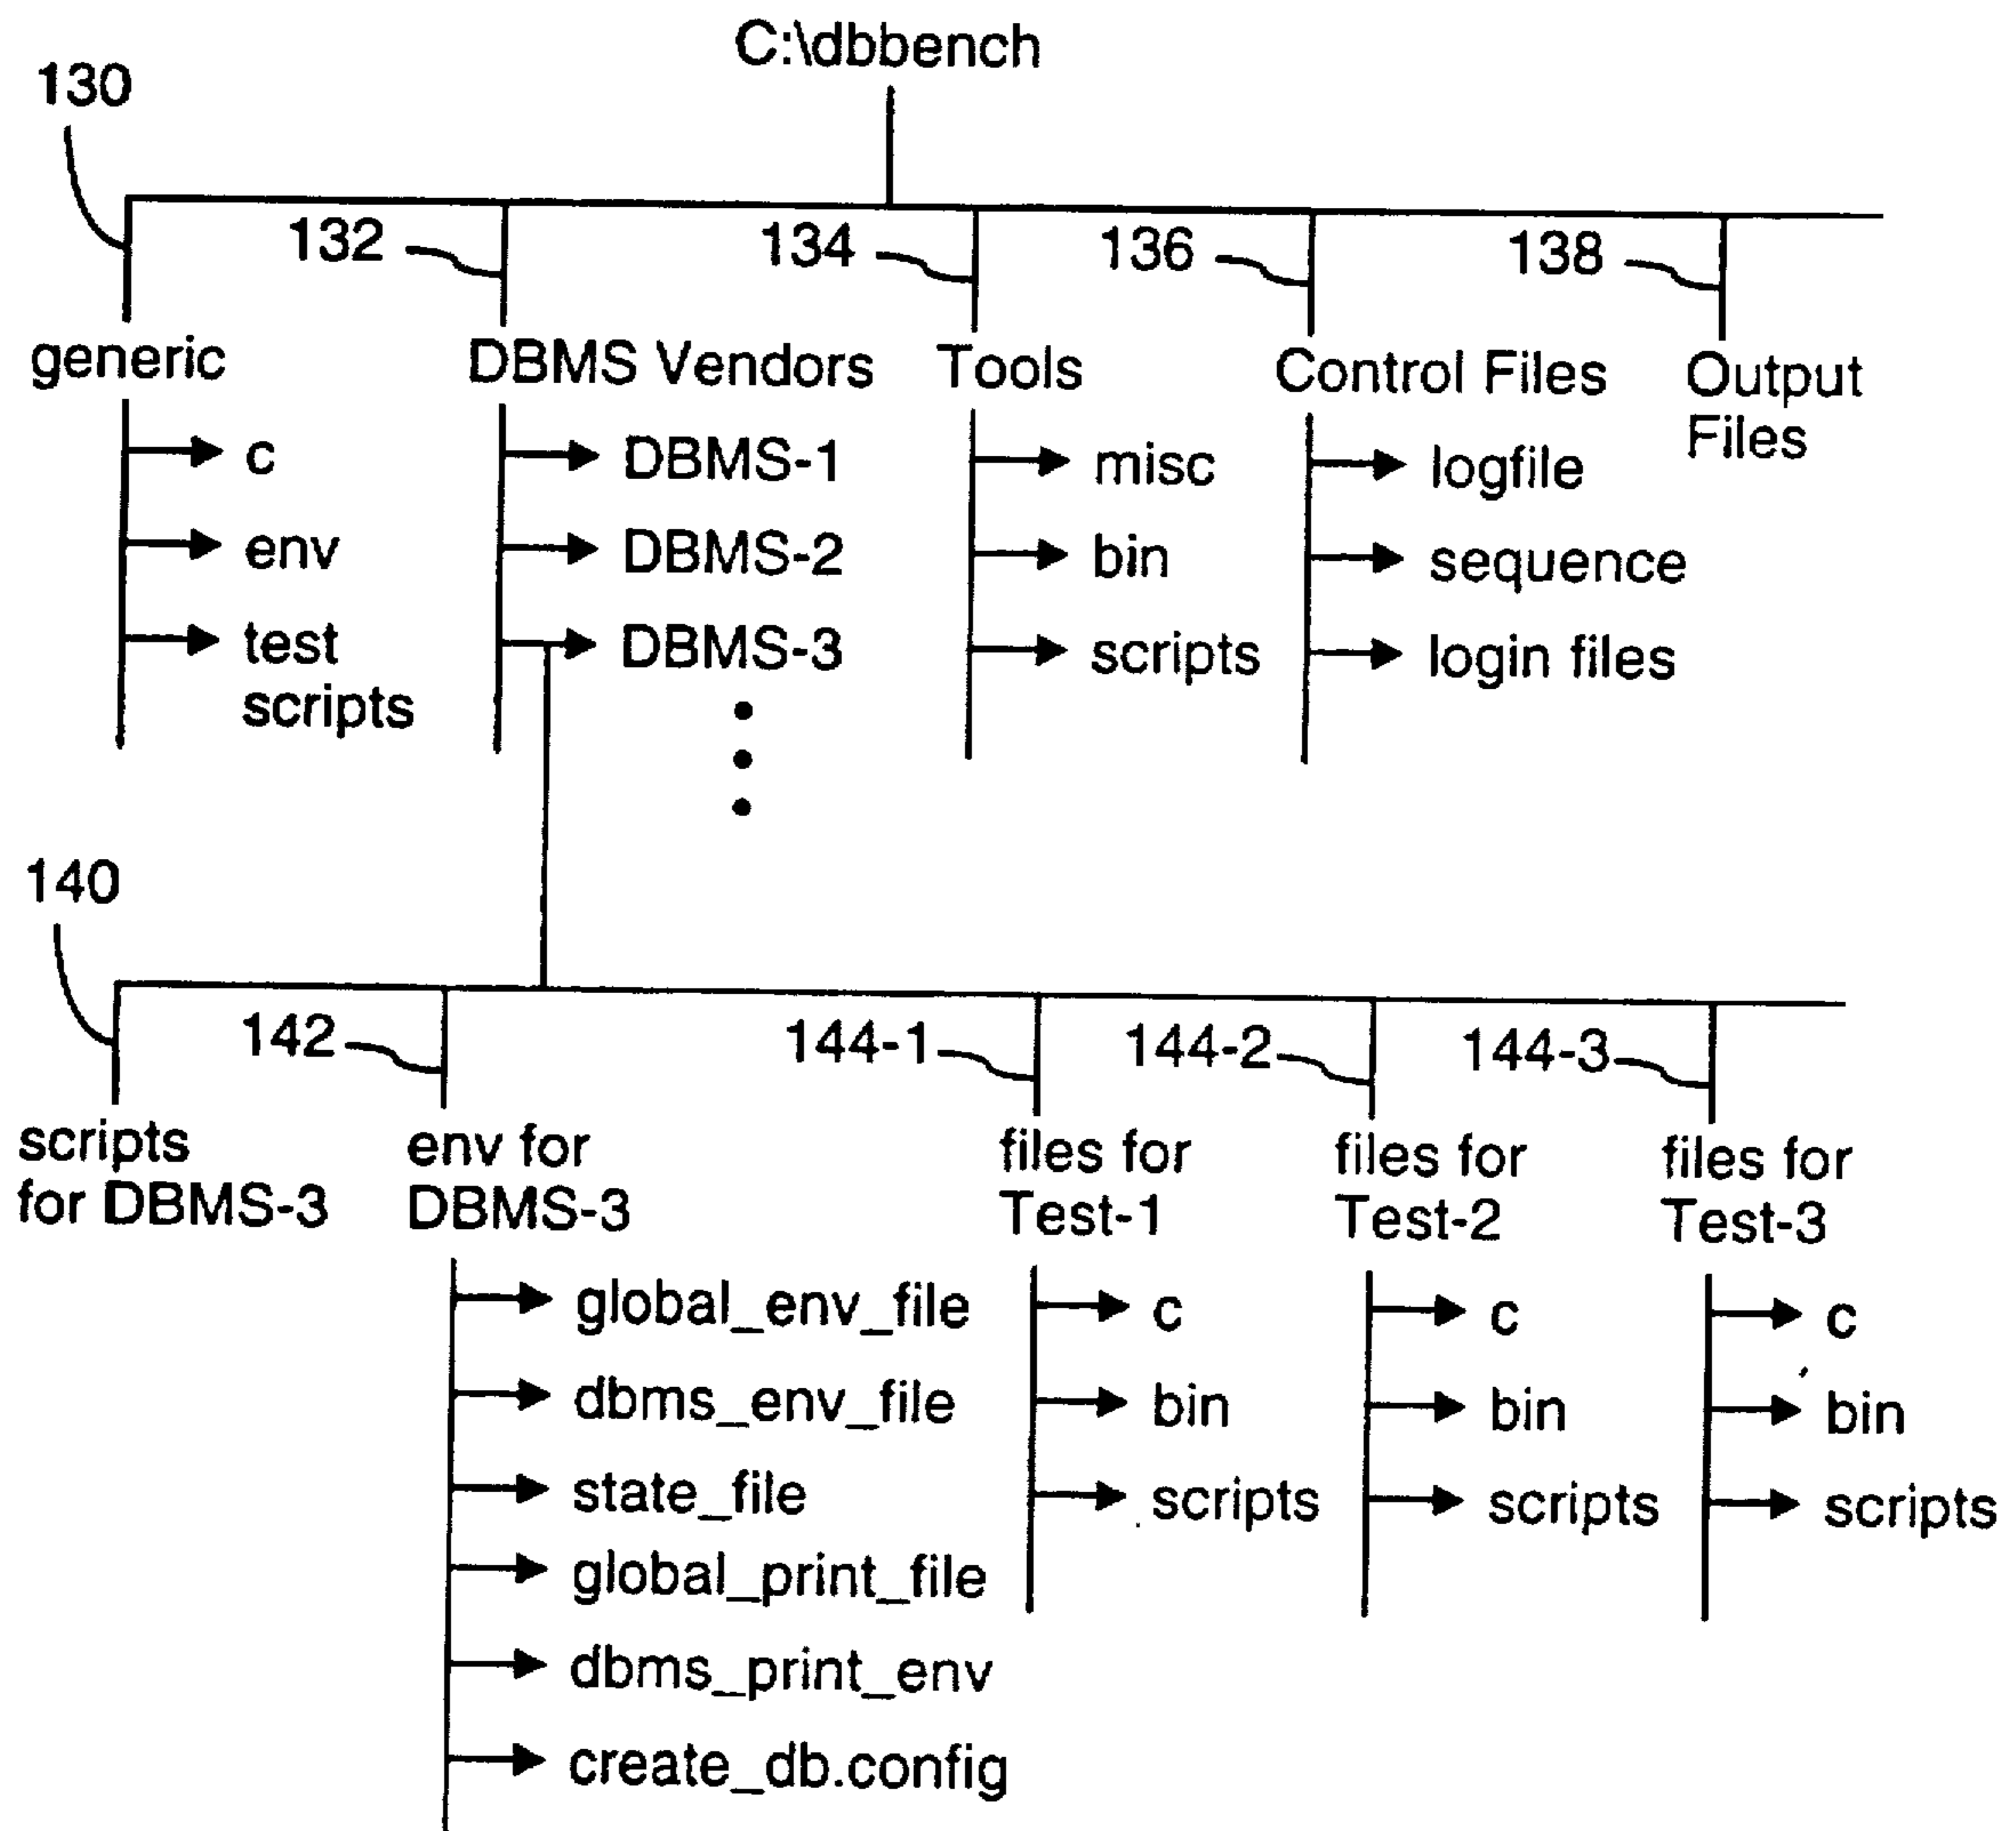 C:\dbbench
130
132
134
136
138
generic
DBMS Vendors
Tools
Control Files
Output
Files
c
env
test
scripts
DBMS-1
DBMS-2
DBMS-3
misc
bin
scripts
logfile
sequence
login files
140
142
144-1
144-2
144-3
scripts
for DBMS-3
env for
DBMS-3
files for
Test-1
files for
Test-2
files for
Test-3
global_env_file
dbms_env_file
state_file
global_print_file
dbms_print_env
create_db.config
c
bin
scripts
c
bin
scripts
c
bin
scripts